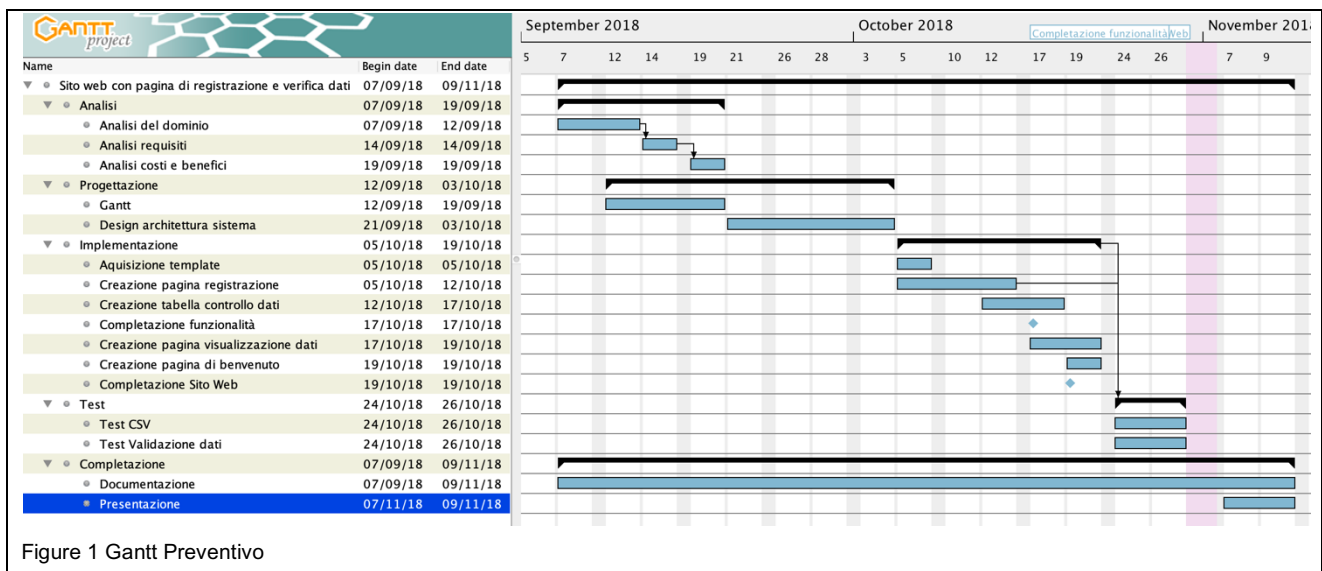 GANTT
project
September 2018 October 2018 November 201
Completazione funzionalità Web
5 7 12 14 19 21 26 28 3 5 10 12 17 19 24 26 7 9
Name Begin date End date
Sito web con pagina di registrazione e verifica dati 07/09/18 09/11/18
Analisi 07/09/18 19/09/18
Analisi del dominio 07/09/18 12/09/18
Analisi requisiti 14/09/18 14/09/18
Analisi costi e benefici 19/09/18 19/09/18
Progettazione 12/09/18 03/10/18
Gantt 12/09/18 19/09/18
Design architettura sistema 21/09/18 03/10/18
Implementazione 05/10/18 19/10/18
Aquisizione template 05/10/18 05/10/18
Creazione pagina registrazione 05/10/18 12/10/18
Creazione tabella controllo dati 12/10/18 17/10/18
Completazione funzionalità 17/10/18 17/10/18
Creazione pagina visualizzazione dati 17/10/18 19/10/18
Creazione pagina di benvenuto 19/10/18 19/10/18
Completazione Sito Web 19/10/18 19/10/18
Test 24/10/18 26/10/18
Test CSV 24/10/18 26/10/18
Test Validazione dati 24/10/18 26/10/18
Completazione 07/09/18 09/11/18
Documentazione 07/09/18 09/11/18
Presentazione 07/11/18 09/11/18
Figure 1 Gantt Preventivo